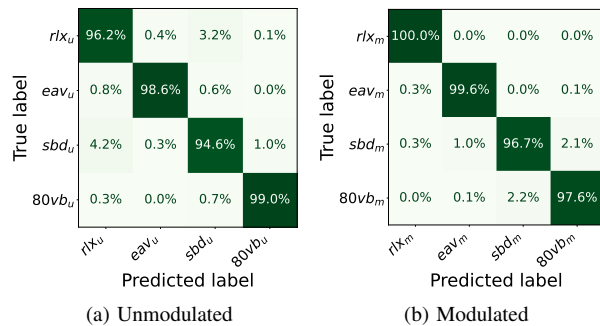 rlx_u 96.2% 0.4% 3.2% 0.1%
eav_u 0.8% 98.6% 0.6% 0.0%
sbd_u 4.2% 0.3% 94.6% 1.0%
80vb_u 0.3% 0.0% 0.7% 99.0%
True label
rlx_u eav_u sbd_u 80vb_u
Predicted label
(a) Unmodulated
rlx_m 100.0% 0.0% 0.0% 0.0%
eav_m 0.3% 99.6% 0.0% 0.1%
sbd_m 0.3% 1.0% 96.7% 2.1%
80vb_m 0.0% 0.1% 2.2% 97.6%
True label
rlx_m eav_m sbd_m 80vb_m
Predicted label
(b) Modulated